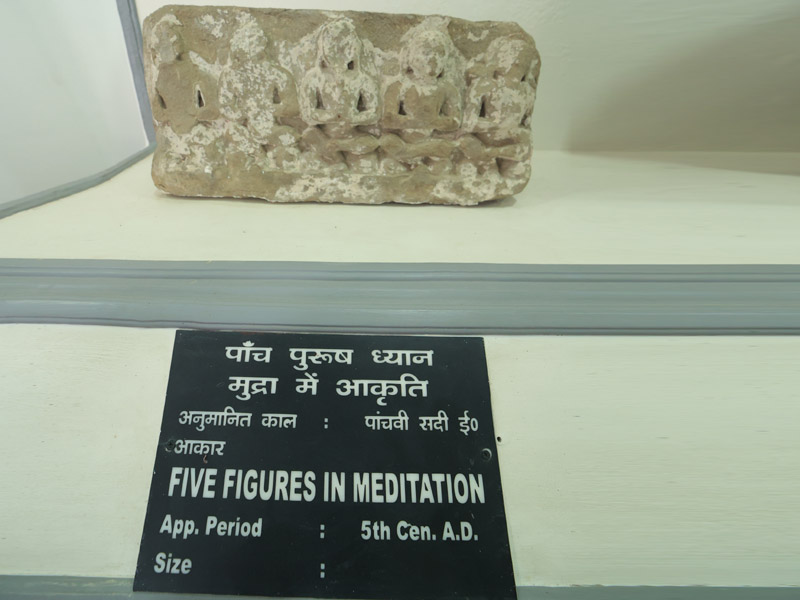 पाँच पुरूष ध्यान
मुद्रा में आकृति
अनुमानित काल : पांचवी सदी ई०
आकार
FIVE FIGURES IN MEDITATION
App. Period : 5th Cen. A.D.
Size :